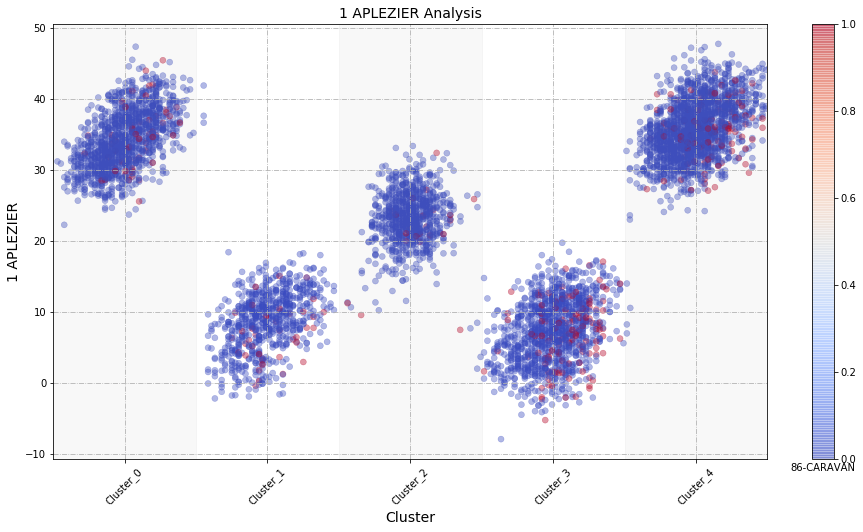 1 APLEZIER Analysis
50
40
30
20
10
0
−10
1 APLEZIER
Cluster_0
Cluster_1
Cluster_2
Cluster_3
Cluster_4
Cluster
1.0
0.8
0.6
0.4
0.2
0.0
86-CARAVAN